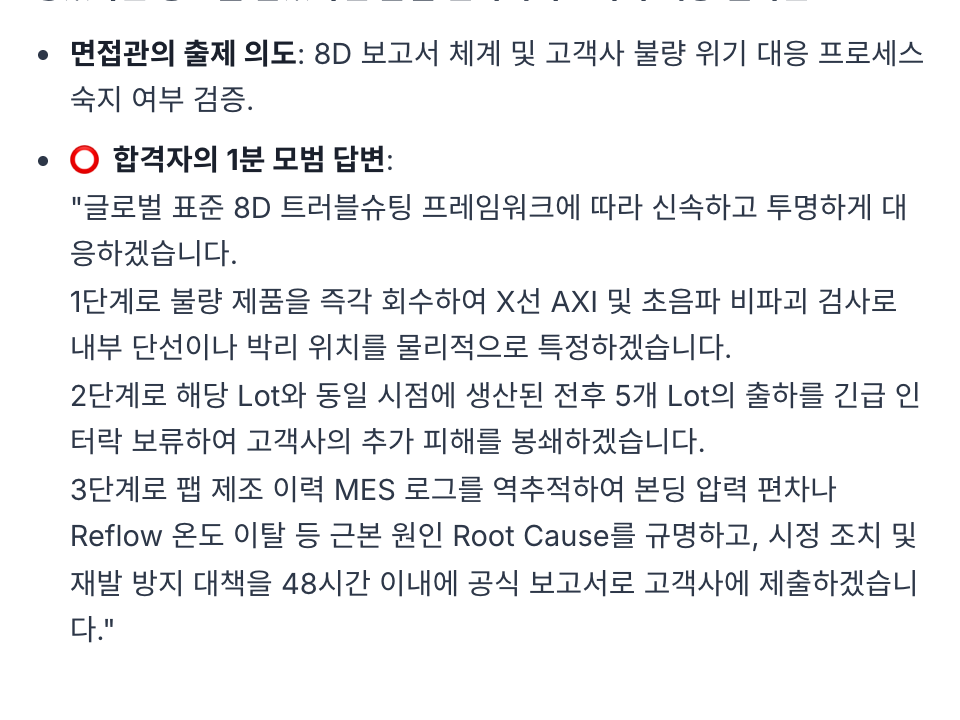 면접관의 출제 의도: 8D 보고서 체계 및 고객사 불량 위기 대응 프로세스
숙지 여부 검증.
⭕ 합격자의 1분 모범 답변:
"글로벌 표준 8D 트러블슈팅 프레임워크에 따라 신속하고 투명하게 대
응하겠습니다.
1단계로 불량 제품을 즉각 회수하여 X선 AXI 및 초음파 비파괴 검사로
내부 단선이나 박리 위치를 물리적으로 특정하겠습니다.
2단계로 해당 Lot와 동일 시점에 생산된 전후 5개 Lot의 출하를 긴급 인
터락 보류하여 고객사의 추가 피해를 봉쇄하겠습니다.
3단계로 팹 제조 이력 MES 로그를 역추적하여 본딩 압력 편차나
Reflow 온도 이탈 등 근본 원인 Root Cause를 규명하고, 시정 조치 및
재발 방지 대책을 48시간 이내에 공식 보고서로 고객사에 제출하겠습니
다."